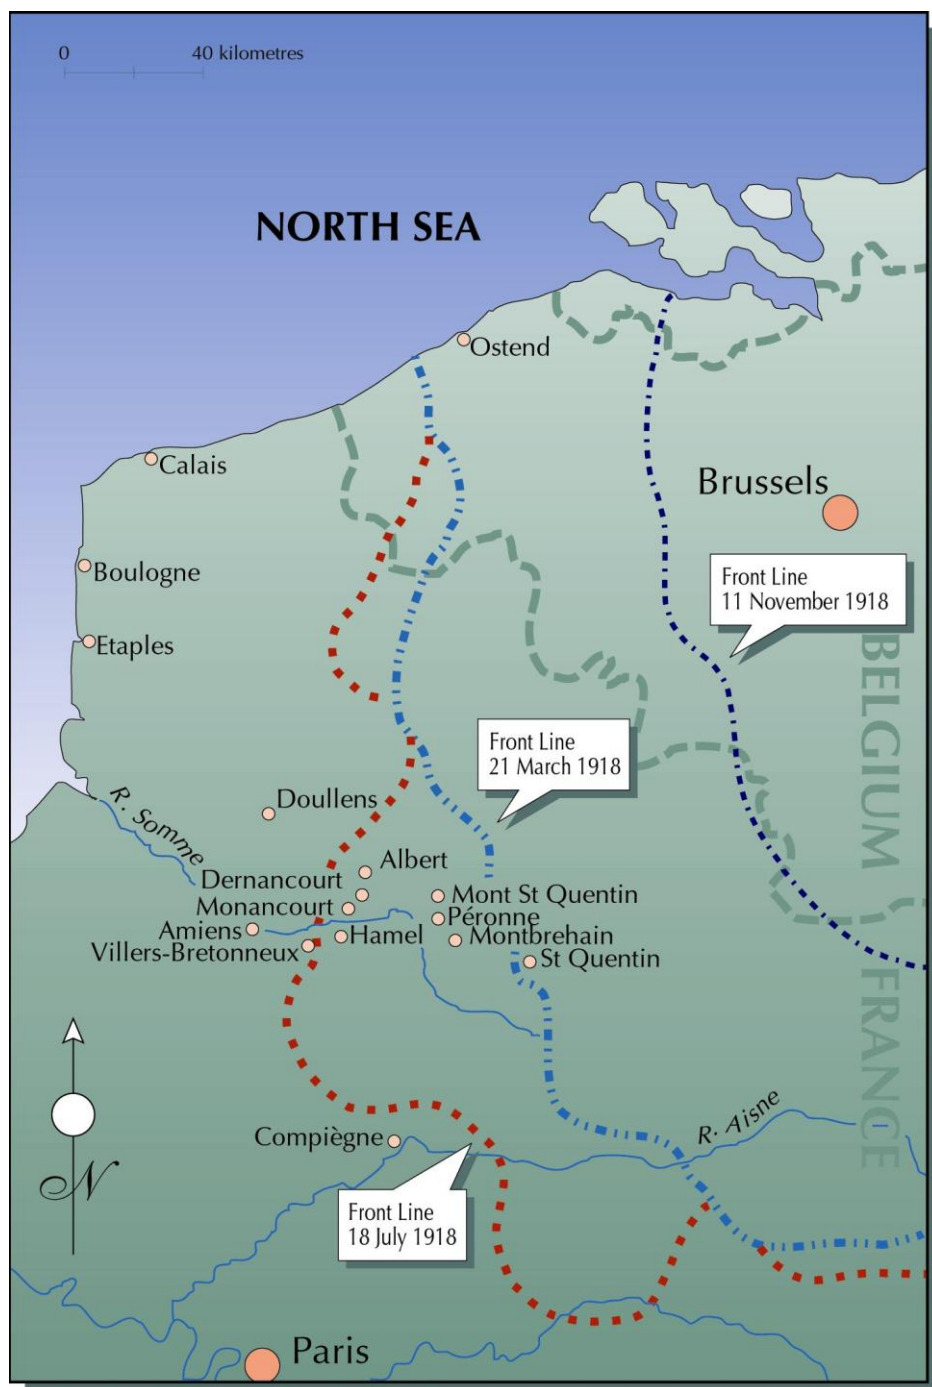 0 40 kilometres
NORTH SEA
Ostend
Calais
Brussels
Boulogne
Front Line
11 November 1918
Etaples
BELGIUM
Front Line
21 March 1918
R. Somme
Doullens
Albert
Dernancourt
Mont St Quentin
Monancourt
Péronne
Amiens
Hamel
Montbrehain
Villers-Bretonneux
St Quentin
FRANCE
R. Aisne
Compiègne
N
Front Line
18 July 1918
Paris